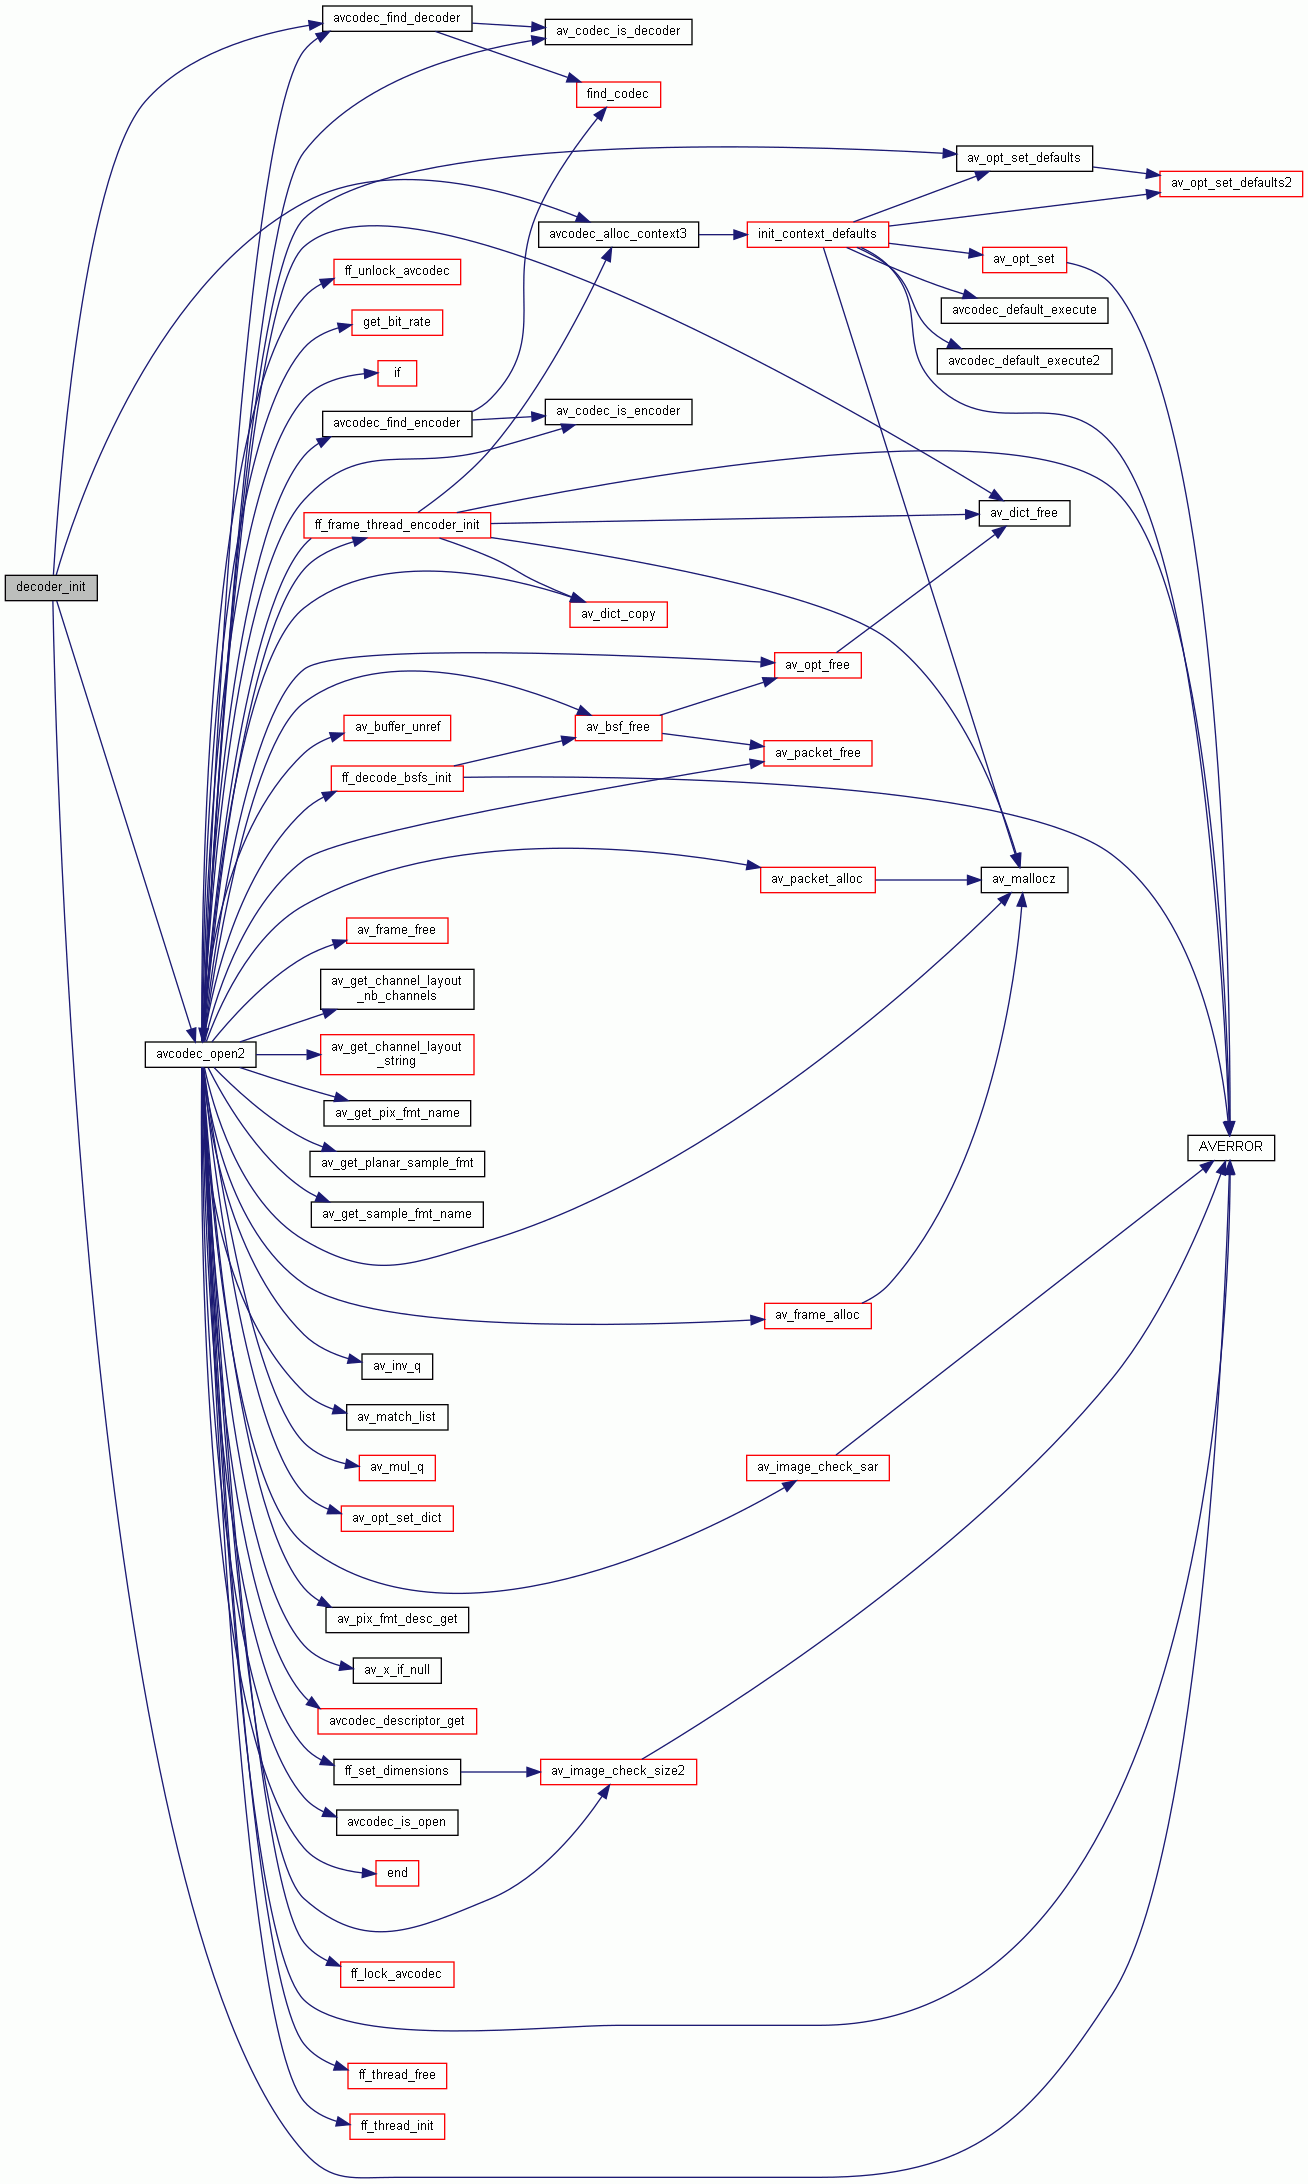 avcodec_find_decoder
av_codec_is_decoder
find_codec
av_opt_set_defaults
av_opt_set_defaults2
avcodec_alloc_context3
init_context_defaults
av_opt_set
ff_unlock_avcodec
avcodec_default_execute
get_bit_rate
avcodec_default_execute2
if
av_codec_is_encoder
avcodec_find_encoder
av_dict_free
ff_frame_thread_encoder_init
decoder_init
av_dict_copy
av_opt_free
av_buffer_unref
av_bsf_free
av_packet_free
ff_decode_bsfs_init
av_packet_alloc
av_mallocz
av_frame_free
av_get_channel_layout
_nb_channels
avcodec_open2
av_get_channel_layout
_string
av_get_pix_fmt_name
AVERROR
av_get_planar_sample_fmt
av_get_sample_fmt_name
av_frame_alloc
av_inv_q
av_match_list
av_mul_q
av_image_check_sar
av_opt_set_dict
av_pix_fmt_desc_get
av_x_if_null
avcodec_descriptor_get
ff_set_dimensions
av_image_check_size2
avcodec_is_open
end
ff_lock_avcodec
ff_thread_free
ff_thread_init